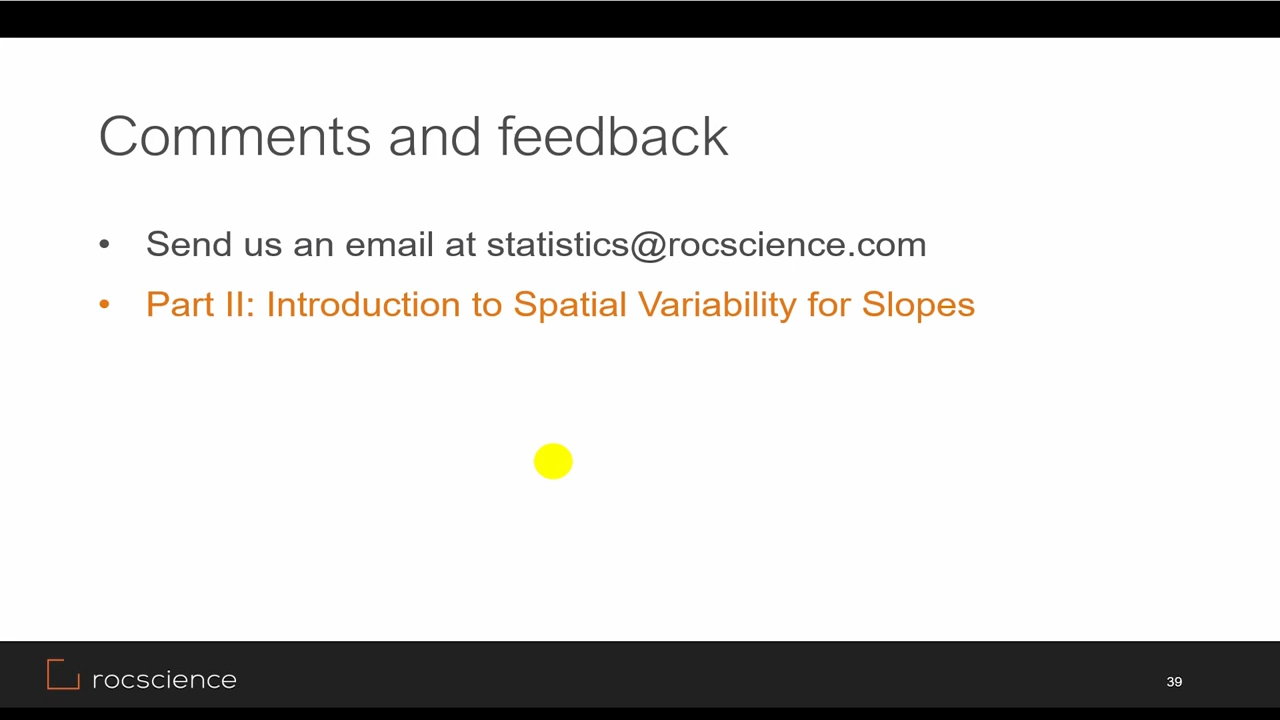 Comments and feedback
• Send us an email at statistics@rocscience.com
• Part II: Introduction to Spatial Variability for Slopes
rocscience
39